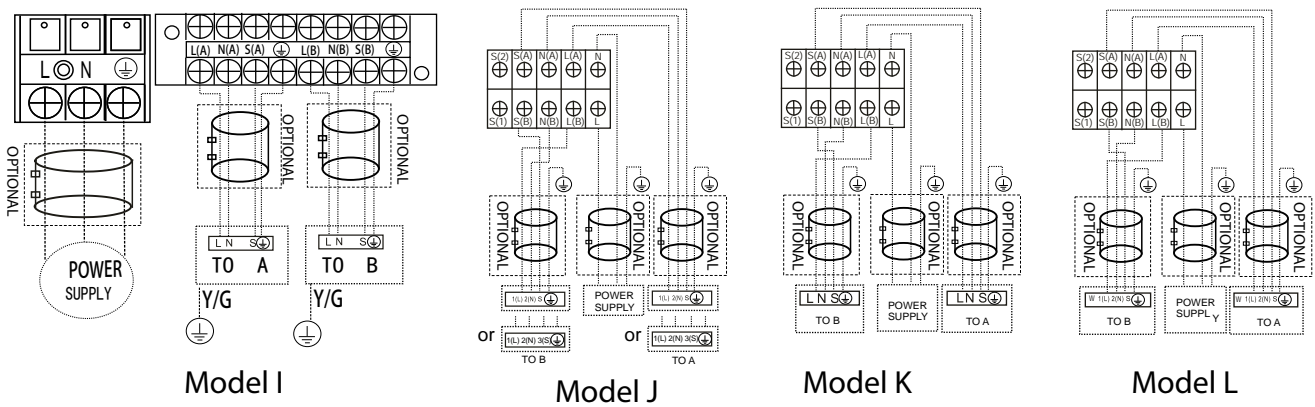 L N
OPTIONAL
POWER
SUPPLY
L(A) N(A) S(A) L(B) N(B) S(B)
OPTIONAL
OPTIONAL
L N S
TO A
Y/G
L N S
TO B
Y/G
Model I
S(2) S(A) N(A) L(A) N
S(1) S(B) N(B) L(B) L
OPTIONAL
OPTIONAL
OPTIONAL
1(L) 2(N) S
POWER
SUPPLY
1(L) 2(N) S
or
1(L) 2(N) 3(S)
TO B
or
1(L) 2(N) 3(S)
TO A
Model J
S(2) S(A) N(A) L(A) N
S(1) S(B) N(B) L(B) L
OPTIONAL
OPTIONAL
OPTIONAL
L N S
TO B
POWER
SUPPLY
L N S
TO A
Model K
S(2) S(A) N(A) L(A) N
S(1) S(B) N(B) L(B) L
OPTIONAL
OPTIONAL
OPTIONAL
W 1(L) 2(N) S
TO B
POWER
SUPPLY
W 1(L) 2(N) S
TO A
Model L